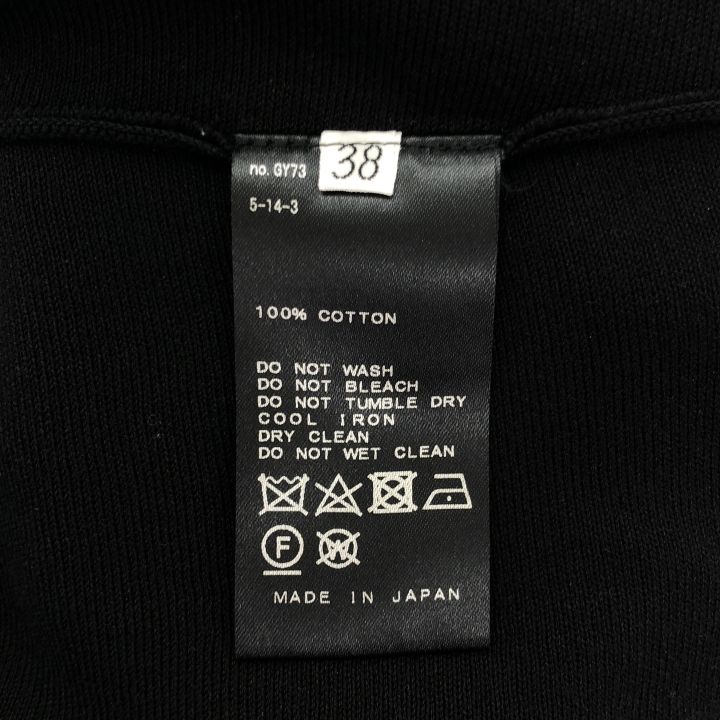 no. GY73
38
5-14-3
100% COTTON
DO NOT WASH
DO NOT BLEACH
DO NOT TUMBLE DRY
COOL IRON
DRY CLEAN
DO NOT WET CLEAN
F W
MADE IN JAPAN